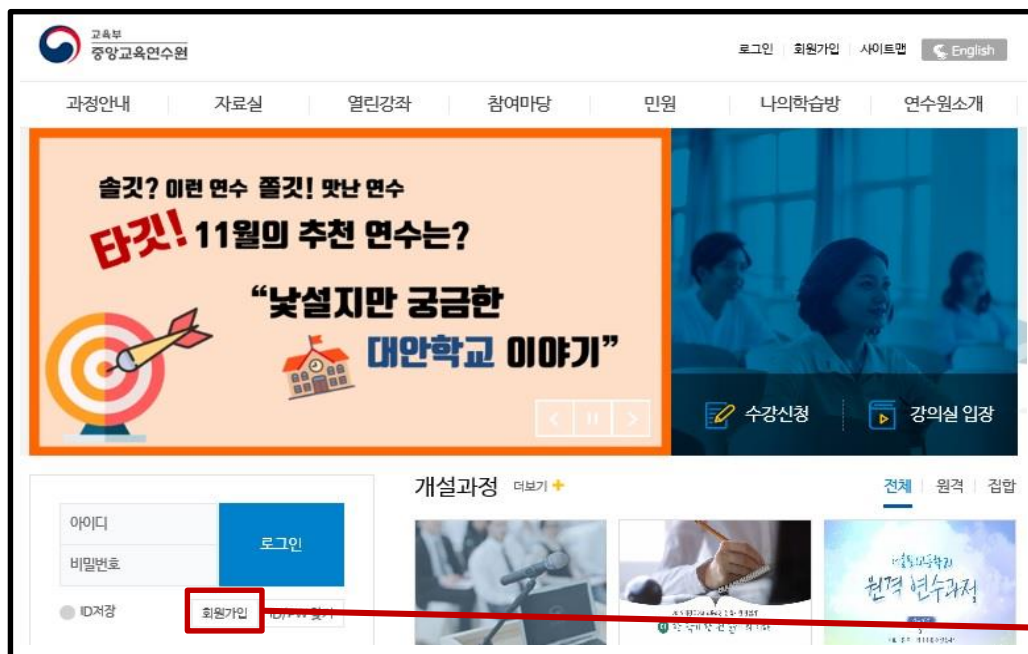 교육부
중앙교육연수원
로그인 회원가입 사이트맵 English
과정안내 자료실 열린강좌 참여마당 민원 나의학습방 연수원소개
솔깃? 이런 연수 쫄깃! 맛난 연수
타깃! 11월의 추천 연수는?
“낯설지만 궁금한
대안학교 이야기”
수강신청 강의실 입장
개설과정 더보기 전체 원격 집합
아이디
로그인
비밀번호
ID저장 회원가입 찾기
원격 연수과정